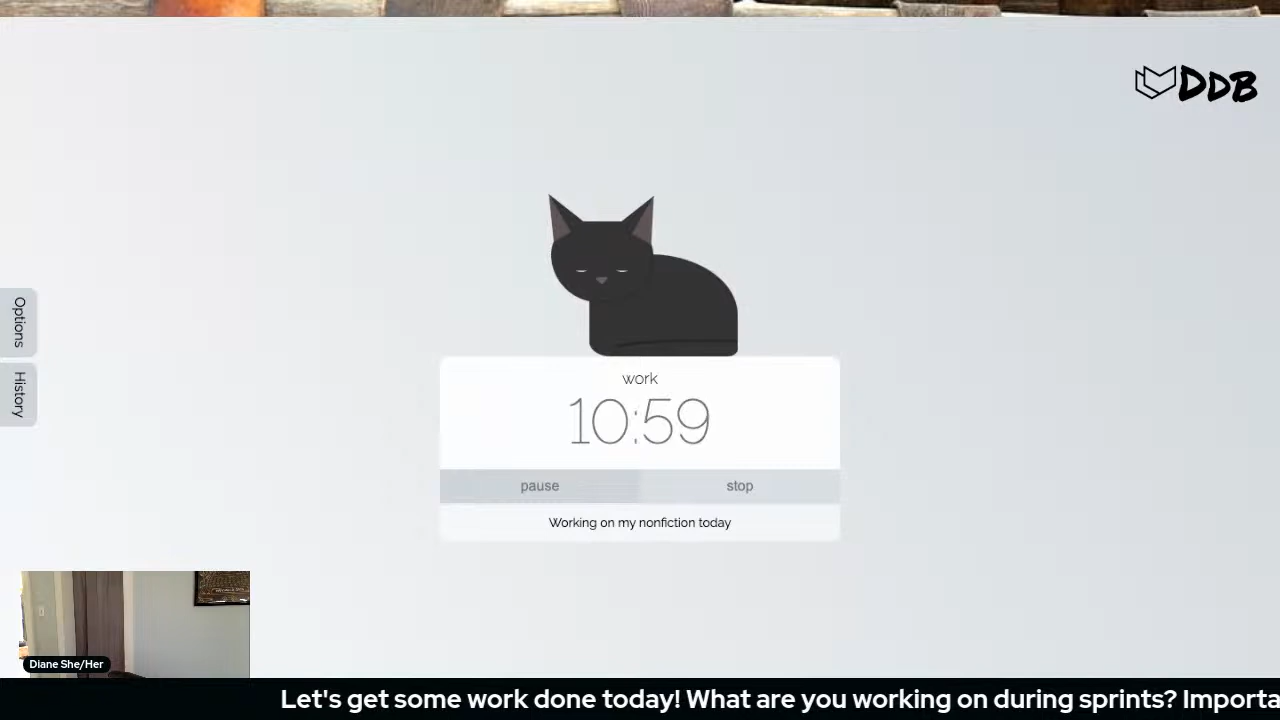 DDB
Options
History
work
10:59
pause
stop
Working on my nonfiction today
Diane She/Her
Let's get some work done today! What are you working on during sprints? Importa